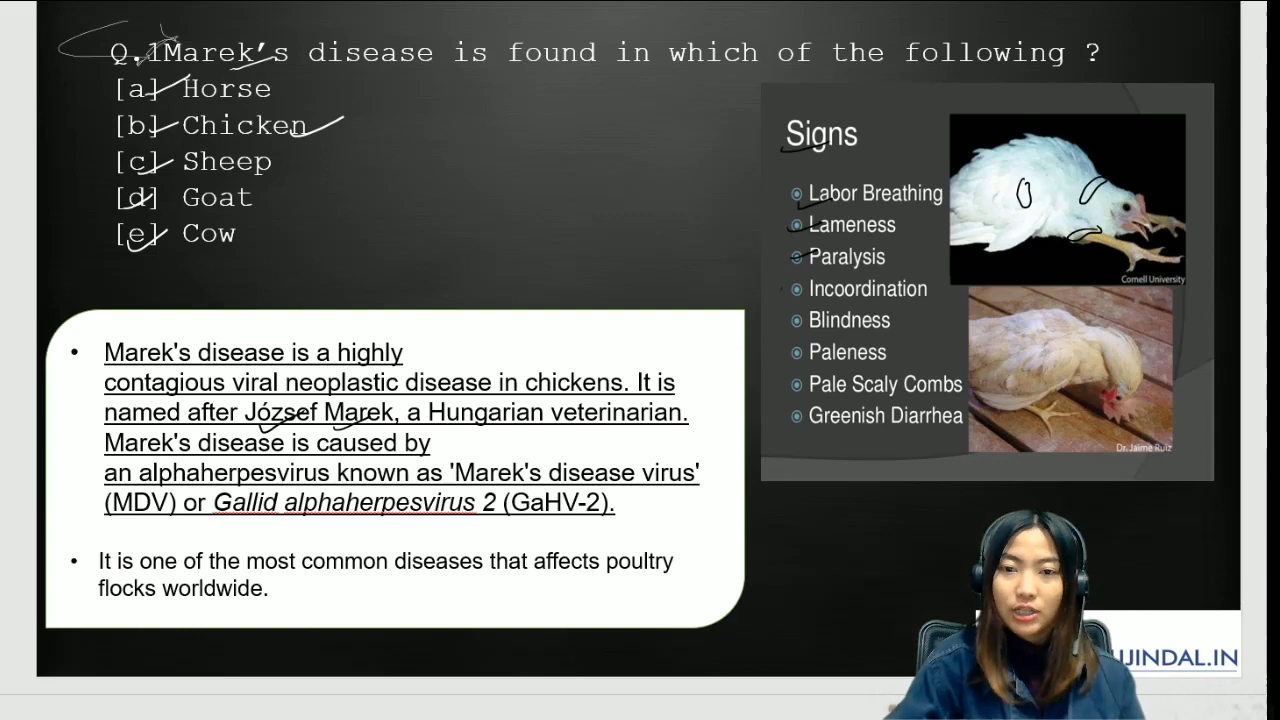 Q.1Marek's disease is found in which of the following ?
[a] Horse
[b] Chicken
[c] Sheep
[d] Goat
[e] Cow
Signs
Labor Breathing
Lameness
Paralysis
Incoordination
Blindness
Paleness
Pale Scaly Combs
Greenish Diarrhea
Cornell University
Dr. Jaime Ruiz
• Marek's disease is a highly
contagious viral neoplastic disease in chickens. It is
named after József Marek, a Hungarian veterinarian.
Marek's disease is caused by
an alphaherpesvirus known as 'Marek's disease virus'
(MDV) or Gallid alphaherpesvirus 2 (GaHV-2).
• It is one of the most common diseases that affects poultry
flocks worldwide.
JINDAL.IN